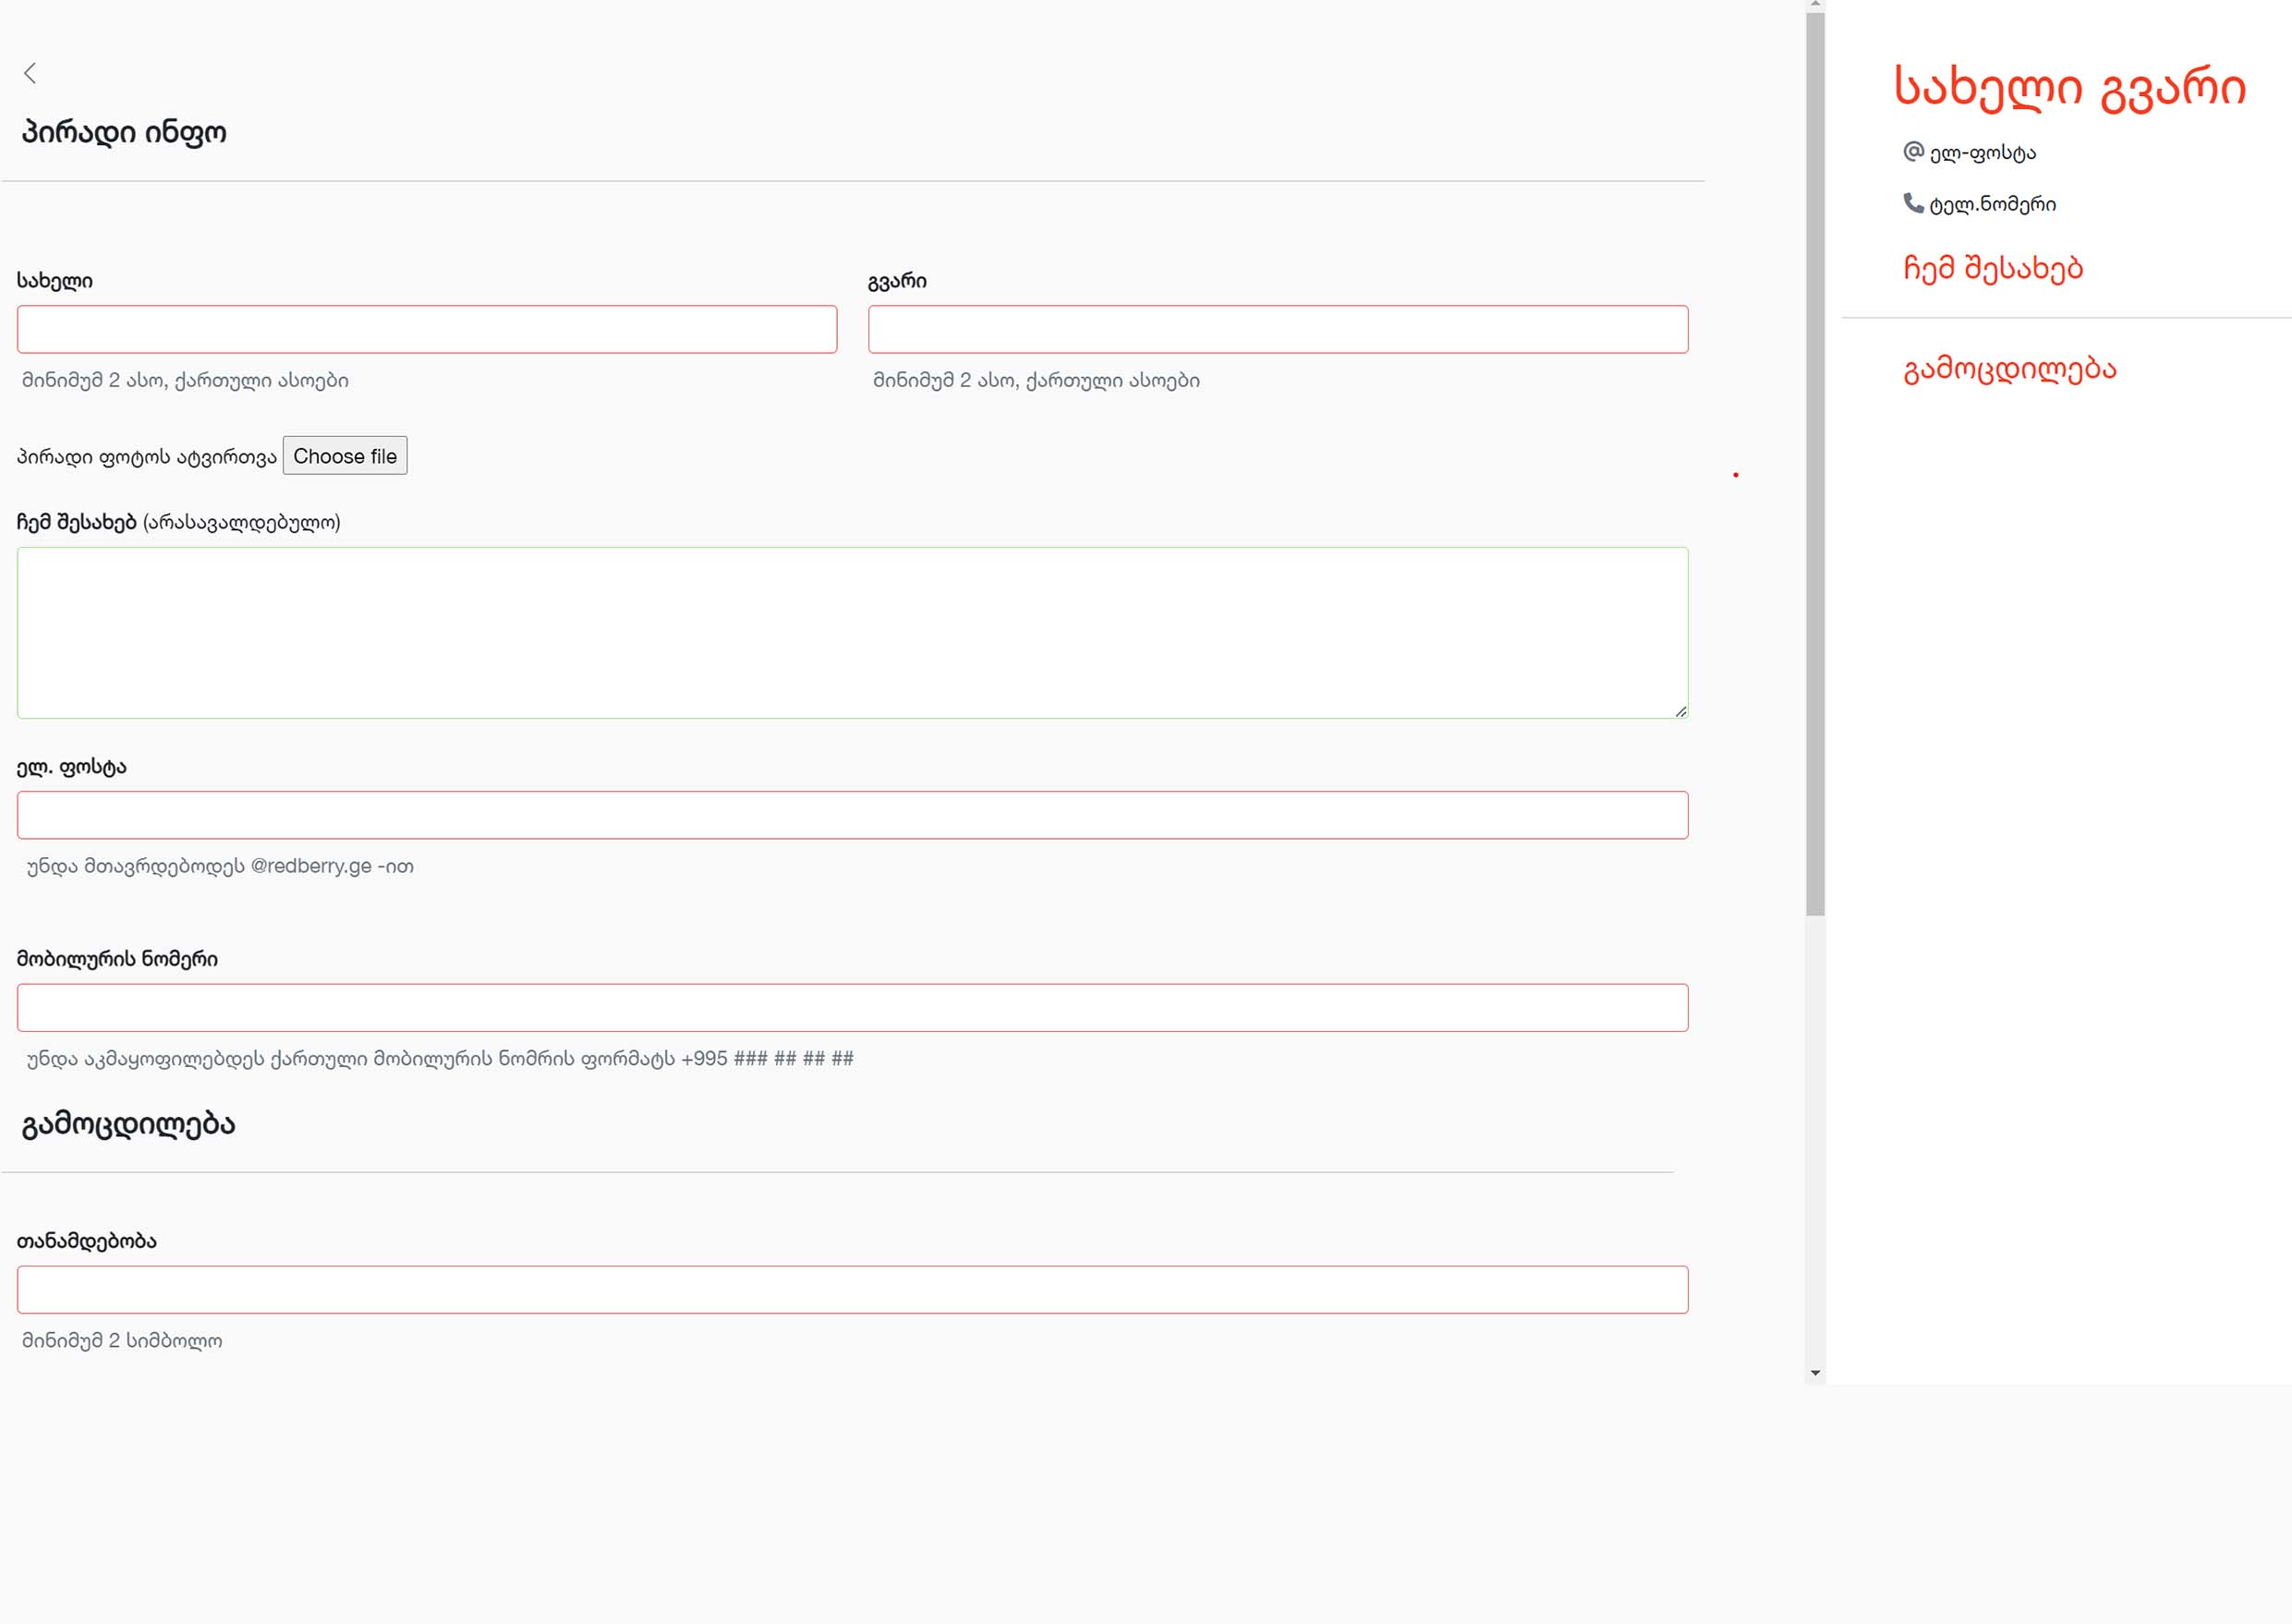 პირადი ინფო
სახელი
გვარი
მინიმუმ 2 ასო, ქართული ასოები
მინიმუმ 2 ასო, ქართული ასოები
პირადი ფოტოს ატვირთვა Choose file
ჩემ შესახებ (არასავალდებულო)
ელ. ფოსტა
უნდა მთავრდებოდეს @redberry.ge -ით
მობილურის ნომერი
უნდა აკმაყოფილებდეს ქართული მობილურის ნომრის ფორმატს +995 ### ## ## ##
გამოცდილება
თანამდებობა
მინიმუმ 2 სიმბოლო
სახელი გვარი
@ ელ-ფოსტა
ტელ.ნომერი
ჩემ შესახებ
გამოცდილება